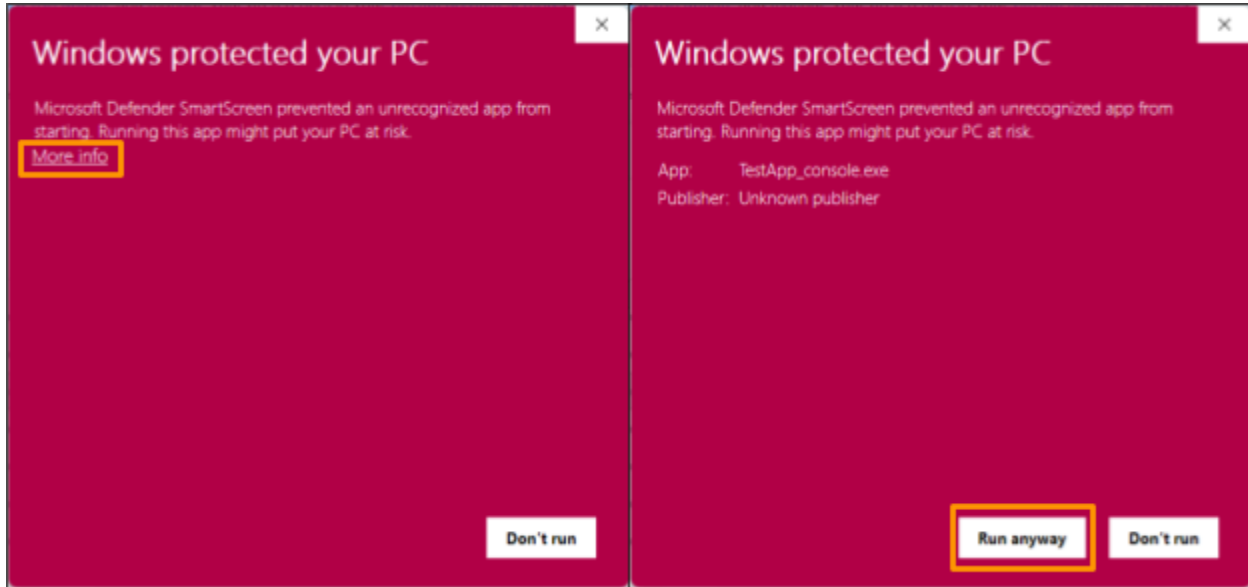 Windows protected your PC
Microsoft Defender SmartScreen prevented an unrecognized app from
starting. Running this app might put your PC at risk.
More info
Don't run
Windows protected your PC
Microsoft Defender SmartScreen prevented an unrecognized app from
starting. Running this app might put your PC at risk.
App: TestApp_console.exe
Publisher: Unknown publisher
Run anyway Don't run